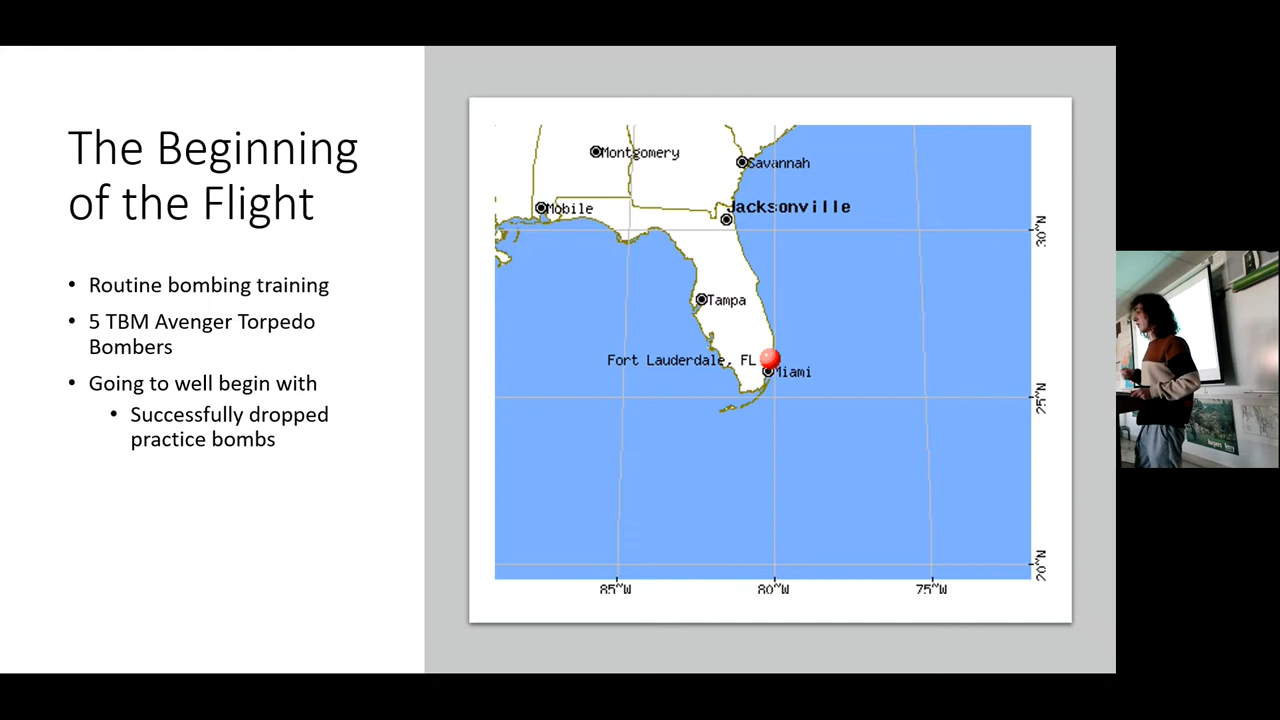 The Beginning
of the Flight
• Routine bombing training
• 5 TBM Avenger Torpedo
Bombers
• Going to well begin with
• Successfully dropped
practice bombs
Montgomery
Savannah
Mobile
Jacksonville
30°N
Tampa
Fort Lauderdale, FL
Miami
25°N
20°N
85°W
80°W
75°W